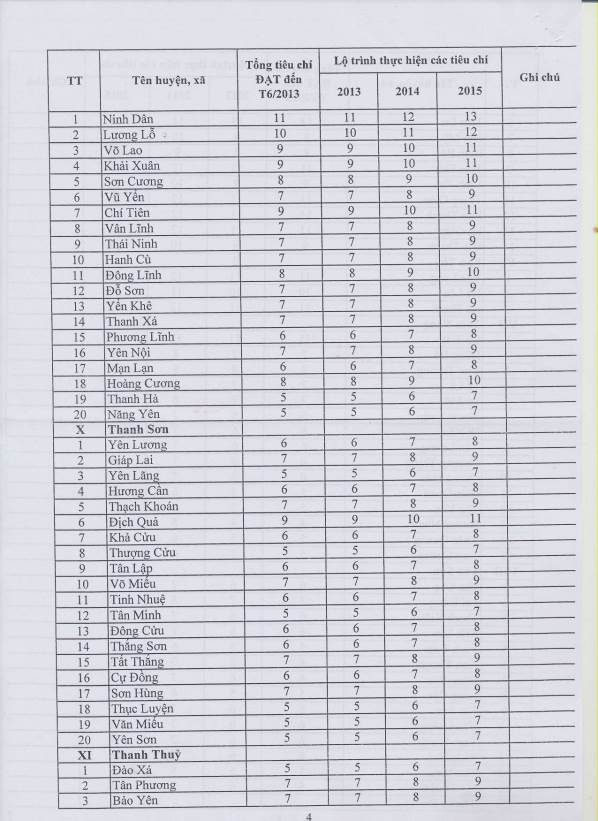 TT Tên huyện, xã Tổng tiêu chí ĐẠT đến T6/2013 Lộ trình thực hiện các tiêu chí Ghi chú
2013 2014 2015
1 Ninh Dân 11 11 12 13
2 Lương Lỗ 10 10 11 12
3 Võ Lao 9 9 10 11
4 Khải Xuân 9 9 10 11
5 Sơn Cương 8 8 9 10
6 Vũ Yển 7 7 8 9
7 Chí Tiên 9 9 10 11
8 Vân Lĩnh 7 7 8 9
9 Thái Ninh 7 7 8 9
10 Hanh Cù 7 7 8 9
11 Đông Lĩnh 8 8 9 10
12 Đỗ Sơn 7 7 8 9
13 Yển Khê 7 7 8 9
14 Thanh Xá 7 7 8 9
15 Phương Lĩnh 6 6 7 8
16 Yên Nội 7 7 8 9
17 Mạn Lạn 6 6 7 8
18 Hoàng Cương 8 8 9 10
19 Thanh Hà 5 5 6 7
20 Năng Yên 5 5 6 7
X Thanh Sơn
1 Yên Lương 6 6 7 8
2 Giáp Lai 7 7 8 9
3 Yên Lãng 5 5 6 7
4 Hương Cần 6 6 7 8
5 Thạch Khoán 7 7 8 9
6 Địch Quả 9 9 10 11
7 Khả Cửu 6 6 7 8
8 Thượng Cửu 5 5 6 7
9 Tân Lập 6 6 7 8
10 Võ Miếu 7 7 8 9
11 Tinh Nhuệ 6 6 7 8
12 Tân Minh 5 5 6 7
13 Đông Cửu 6 6 7 8
14 Thắng Sơn 6 6 7 8
15 Tất Thắng 7 7 8 9
16 Cự Đồng 6 6 7 8
17 Sơn Hùng 7 7 8 9
18 Thục Luyện 5 5 6 7
19 Văn Miếu 5 5 6 7
20 Yên Sơn 5 5 6 7
XI Thanh Thuỷ
1 Đào Xá 5 5 6 7
2 Tân Phương 7 7 8 9
3 Bảo Yên 7 7 8 9
4